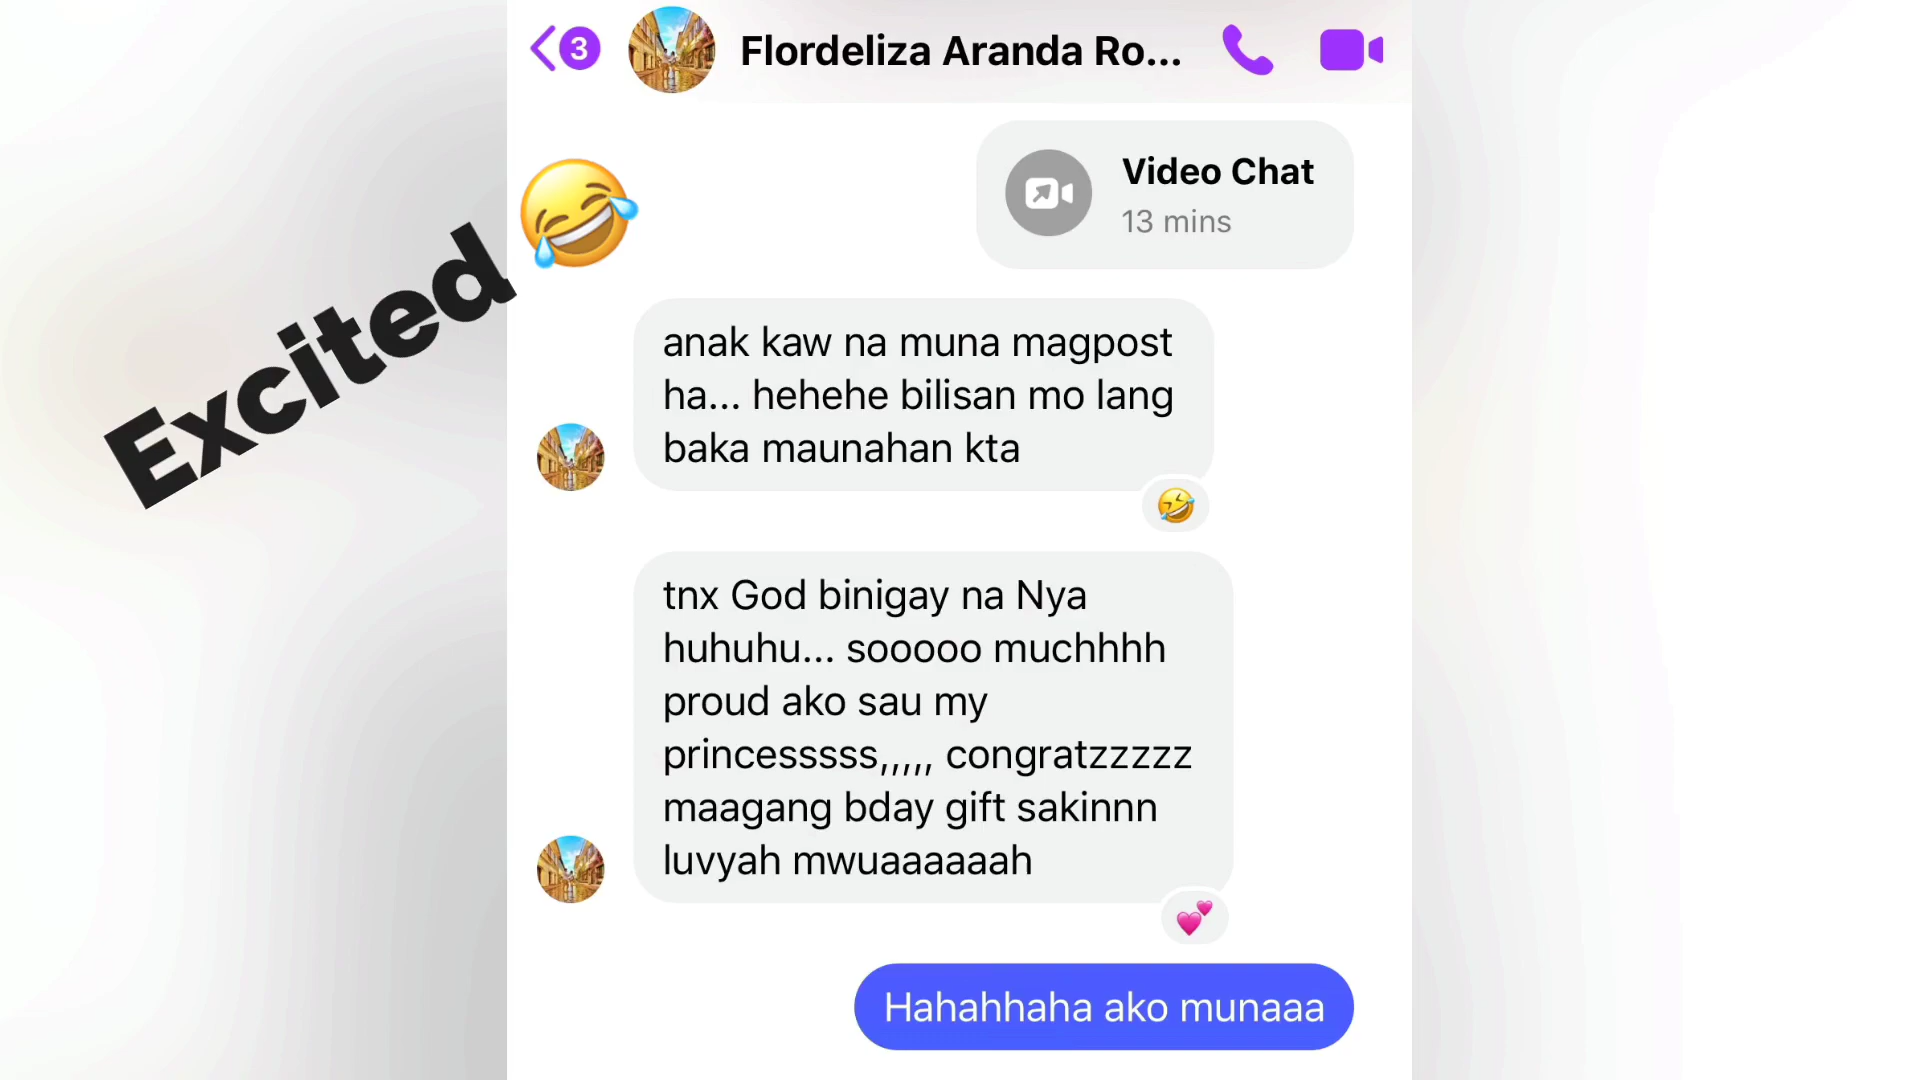 3
Flordeliza Aranda Ro...
Video Chat
13 mins
Excited
anak kaw na muna magpost
ha... hehehe bilisan mo lang
baka maunahan kta
tnx God binigay na Nya
huhuhu... sooooo muchhhh
proud ako sau my
princesssss,,,,, congratzzzzz
maagang bday gift sakinnn
luvyah mwuaaaaaah
Hahahhaha ako munaaa